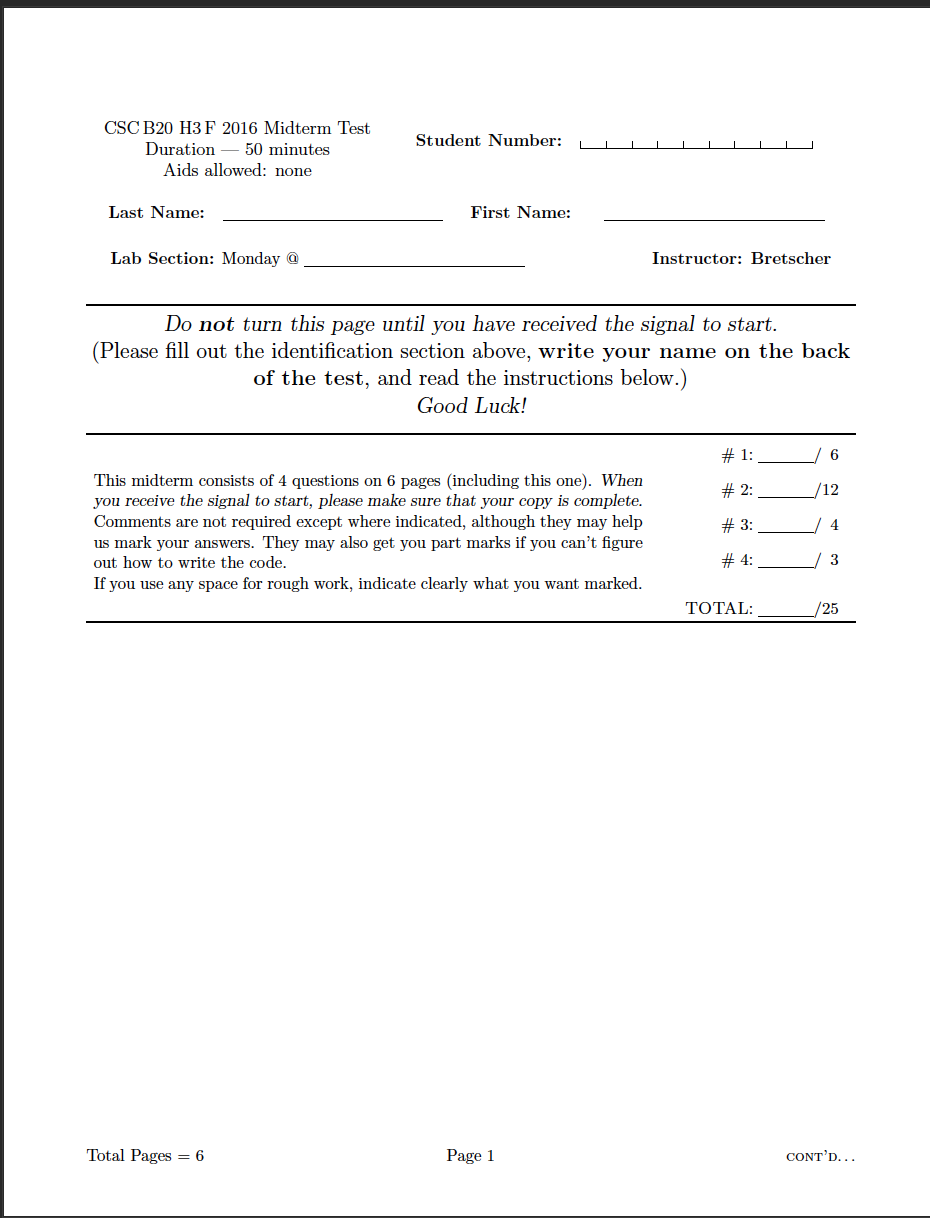 CSC B20 H3 F 2016 Midterm Test
Duration — 50 minutes
Aids allowed: none
Student Number:
Last Name:
First Name:
Lab Section: Monday @
Instructor: Bretscher
Do not turn this page until you have received the signal to start.
(Please fill out the identification section above, write your name on the back
of the test, and read the instructions below.)
Good Luck!
This midterm consists of 4 questions on 6 pages (including this one). When
you receive the signal to start, please make sure that your copy is complete.
Comments are not required except where indicated, although they may help
us mark your answers. They may also get you part marks if you can't figure
out how to write the code.
If you use any space for rough work, indicate clearly what you want marked.
# 1: ______/ 6
# 2: ______/12
# 3: ______/ 4
# 4: ______/ 3
TOTAL: ______/25
Total Pages = 6
Page 1
CONT'D...